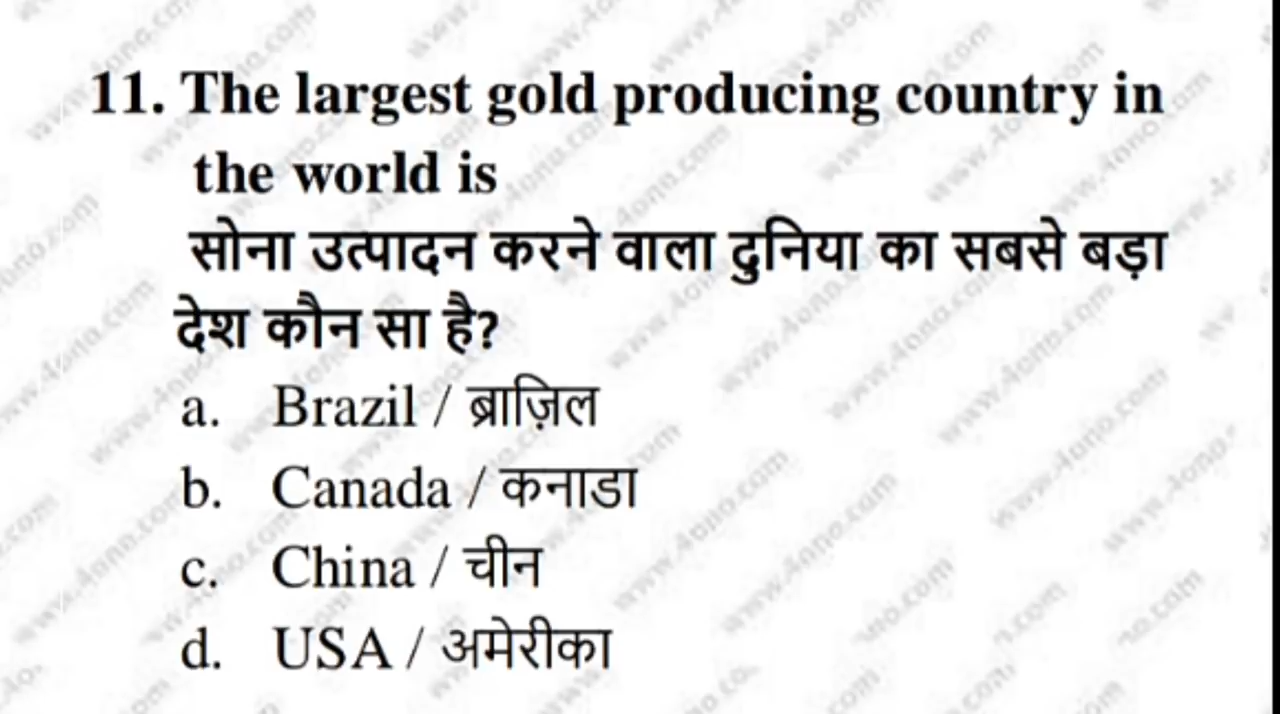 11. The largest gold producing country in
the world is
सोना उत्पादन करने वाला दुनिया का सबसे बड़ा
देश कौन सा है?
a. Brazil / ब्राज़िल
b. Canada / कनाडा
c. China / चीन
d. USA / अमेरीका